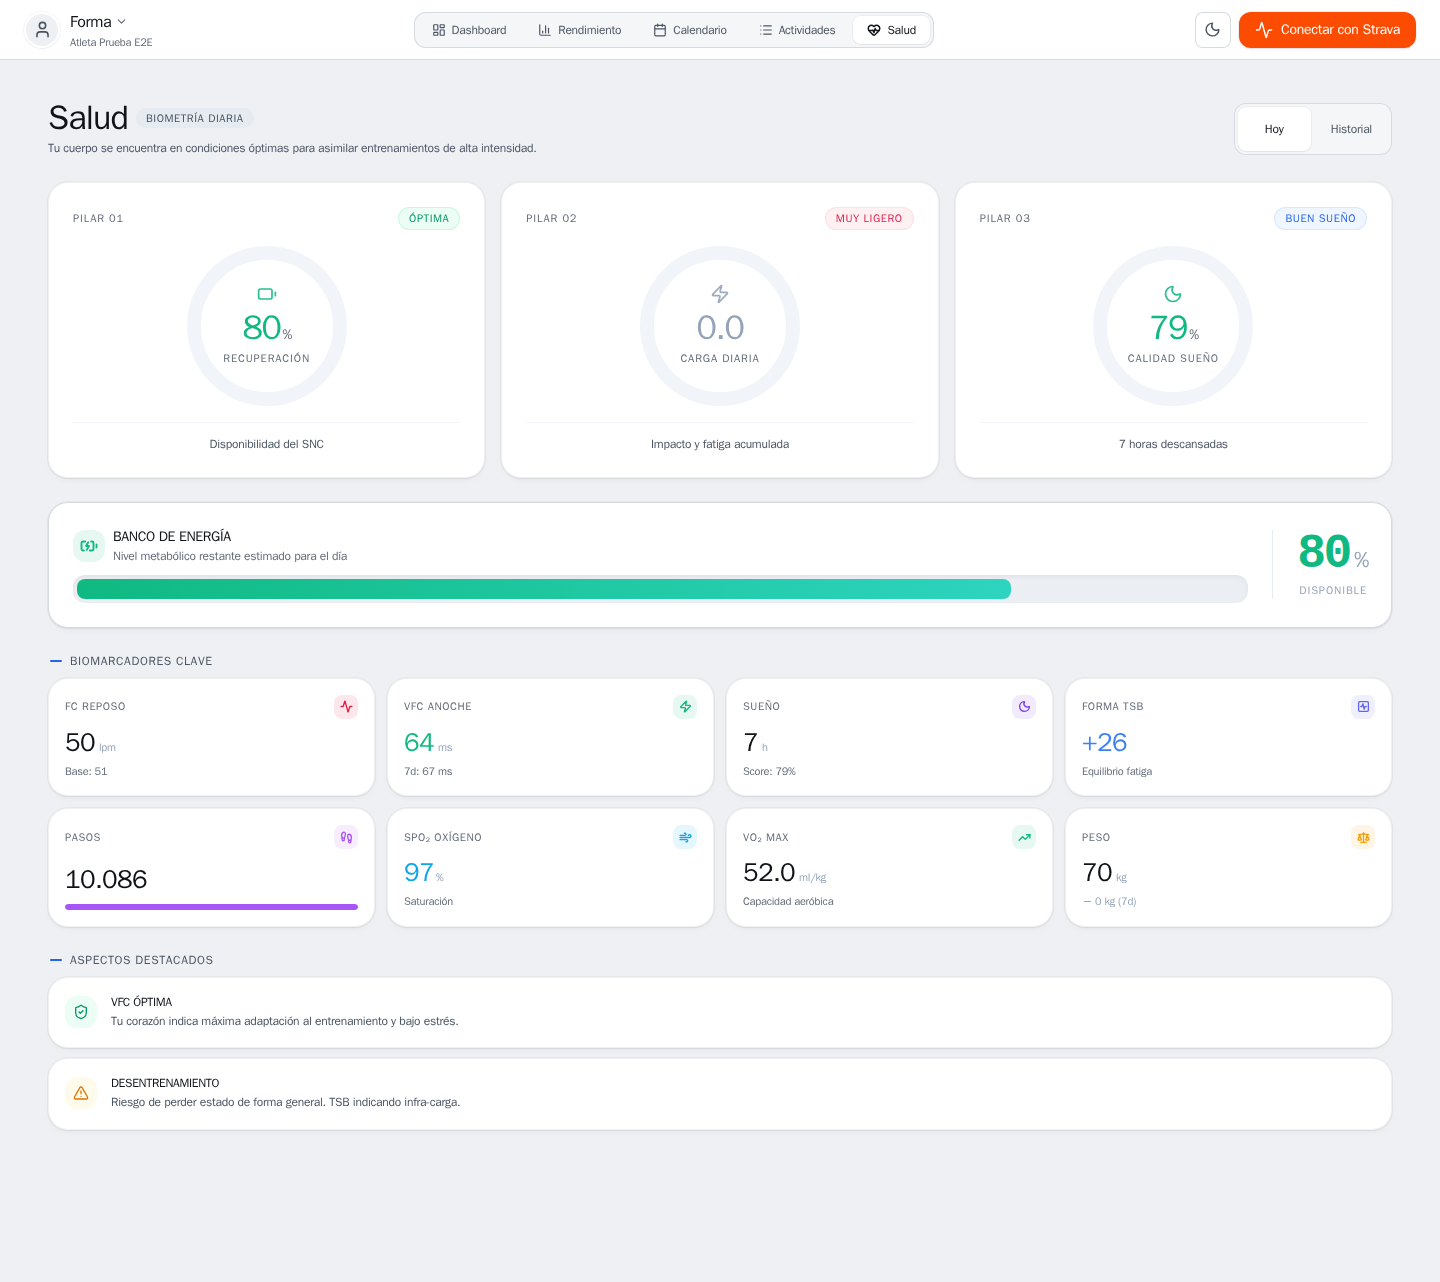 Forma
Atleta Prueba E2E
Dashboard
Rendimiento
Calendario
Actividades
Salud
Conectar con Strava
Salud
BIOMETRÍA DIARIA
Tu cuerpo se encuentra en condiciones óptimas para asimilar entrenamientos de alta intensidad.
Hoy
Historial
PILAR 01
ÓPTIMA
80%
RECUPERACIÓN
Disponibilidad del SNC
PILAR 02
MUY LIGERO
0.0
CARGA DIARIA
Impacto y fatiga acumulada
PILAR 03
BUEN SUEÑO
79%
CALIDAD SUEÑO
7 horas descansadas
BANCO DE ENERGÍA
Nivel metabólico restante estimado para el día
80%
DISPONIBLE
BIOMARCADORES CLAVE
FC REPOSO
50 lpm
Base: 51
VFC ANOCHE
64 ms
7d: 67 ms
SUEÑO
7 h
Score: 79%
FORMA TSB
+26
Equilibrio fatiga
PASOS
10.086
SPO₂ OXÍGENO
97 %
Saturación
VO₂ MAX
52.0 ml/kg
Capacidad aeróbica
PESO
70 kg
— 0 kg (7d)
ASPECTOS DESTACADOS
VFC ÓPTIMA
Tu corazón indica máxima adaptación al entrenamiento y bajo estrés.
DESENTRENAMIENTO
Riesgo de perder estado de forma general. TSB indicando infra-carga.